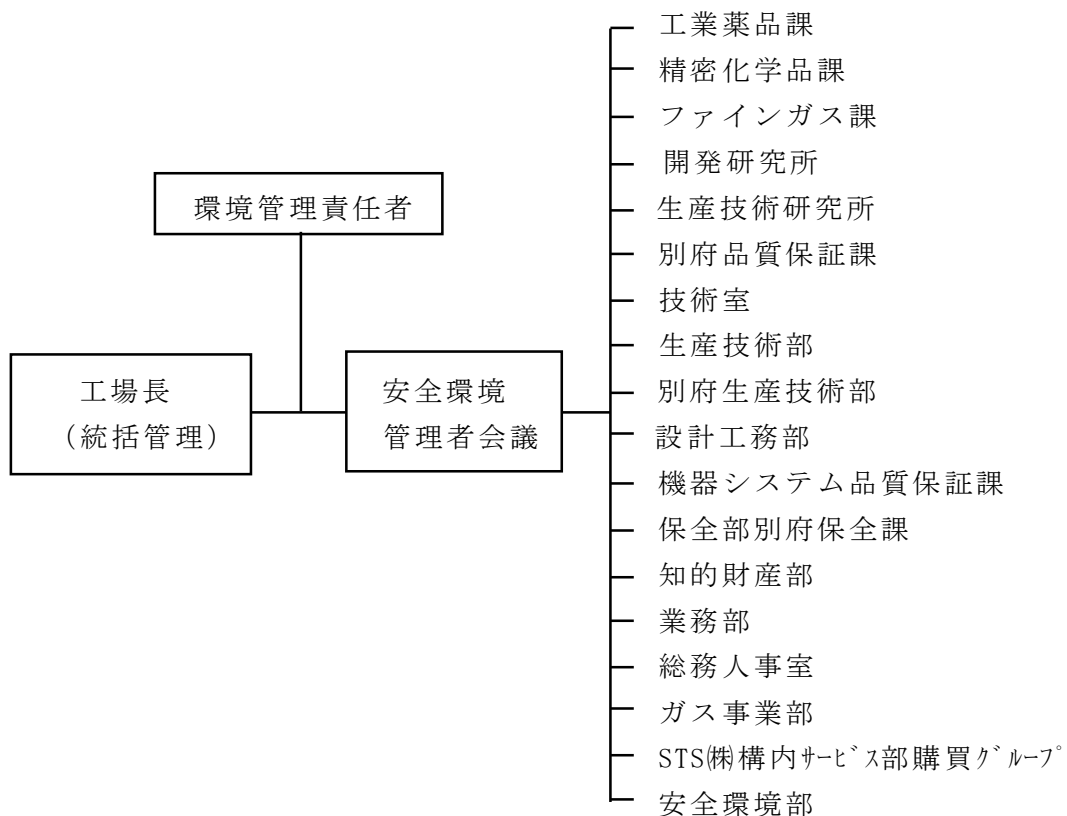 環境管理責任者
工場長
(統括管理)
安全環境
管理者会議
工業薬品課
精密化学品課
ファインガス課
開発研究所
生産技術研究所
別府品質保証課
技術室
生産技術部
別府生産技術部
設計工務部
機器システム品質保証課
保全部別府保全課
知的財産部
業務部
総務人事室
ガス事業部
STS㈱構内ｻｰﾋﾞｽ部購買ｸﾞﾙｰﾌﾟ
安全環境部